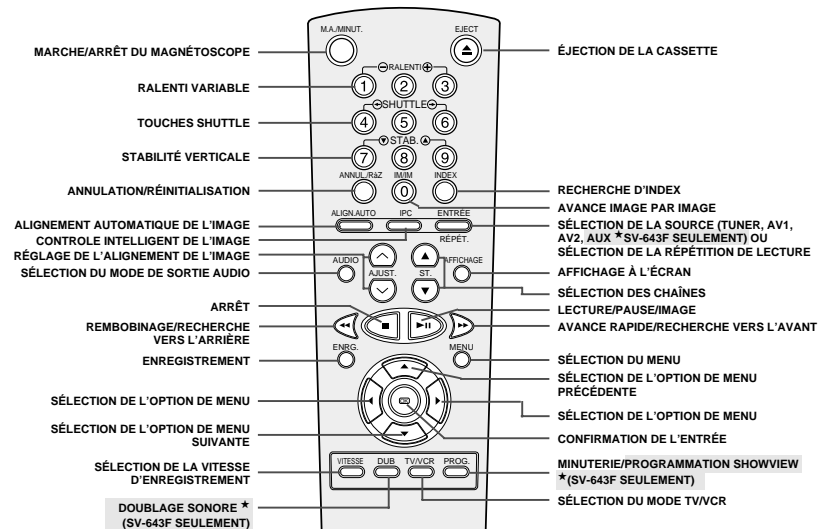 M.A./MINUT.
EJECT
MARCHE/ARRÊT DU MAGNÉTOSCOPE
ÉJECTION DE LA CASSETTE
RALENTI
RALENTI VARIABLE
1 2 3
SHUTTLE
TOUCHES SHUTTLE
4 5 6
STAB.
STABILITÉ VERTICALE
7 8 9
ANNUL./RàZ IM/IM INDEX
ANNULATION/RÉINITIALISATION
0
RECHERCHE D'INDEX
AVANCE IMAGE PAR IMAGE
ALIGN.AUTO IPC ENTRÉE
ALIGNEMENT AUTOMATIQUE DE L'IMAGE
SÉLECTION DE LA SOURCE (TUNER, AV1,
AV2, AUX ★SV-643F SEULEMENT) OU
SÉLECTION DE LA RÉPÉTITION DE LECTURE
CONTROLE INTELLIGENT DE L'IMAGE
RÉPÉT.
RÉGLAGE DE L'ALIGNEMENT DE L'IMAGE
AUDIO
AFFICHAGE
SÉLECTION DU MODE DE SORTIE AUDIO
AFFICHAGE À L'ÉCRAN
AJUST. ST.
SÉLECTION DES CHAÎNES
ARRÊT
LECTURE/PAUSE/IMAGE
REMBOBINAGE/RECHERCHE
VERS L'ARRIÈRE
AVANCE RAPIDE/RECHERCHE VERS L'AVANT
ENRG.
MENU
ENREGISTREMENT
SÉLECTION DU MENU
SÉLECTION DE L'OPTION DE MENU
PRÉCÉDENTE
SÉLECTION DE L'OPTION DE MENU
OK
SÉLECTION DE L'OPTION DE MENU
SÉLECTION DE L'OPTION DE MENU
SUIVANTE
CONFIRMATION DE L'ENTRÉE
VITESSE DUB TV/VCR PROG.
SÉLECTION DE LA VITESSE
D'ENREGISTREMENT
MINUTERIE/PROGRAMMATION SHOWVIEW
★(SV-643F SEULEMENT)
SÉLECTION DU MODE TV/VCR
DOUBLAGE SONORE ★
(SV-643F SEULEMENT)